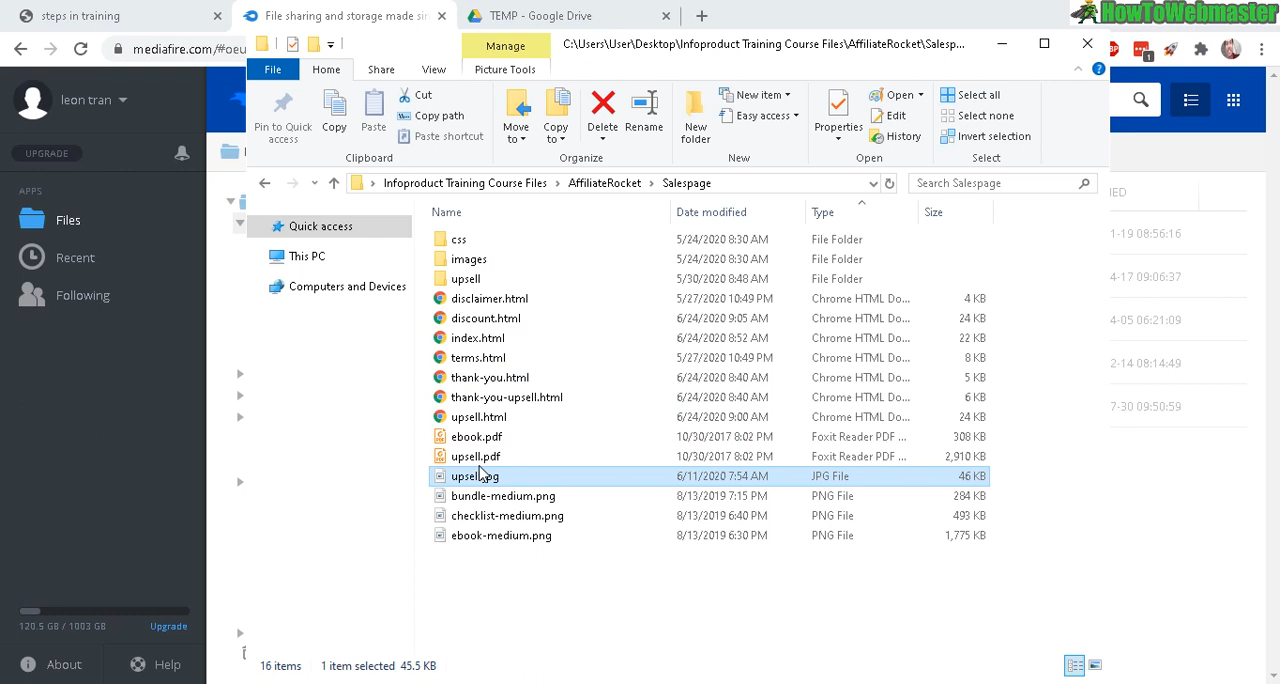 steps in training
File sharing and storage made sim
TEMP - Google Drive
HowToWebmaster
mediafire.com/#oeu
Manage
C:\Users\User\Desktop\Infoproduct Training Course Files\AffiliateRocket\Salesp...
File
Home
Share
View
Picture Tools
leon tran
UPGRADE
APPS
Files
Recent
Following
120.5 GB / 1003 GB
Upgrade
About
Help
Pin to Quick access
Copy
Paste
Cut
Copy path
Paste shortcut
Clipboard
Move to
Copy to
Delete
Rename
Organize
New folder
New item
Easy access
New
Properties
Open
Edit
History
Open
Select all
Select none
Invert selection
Select
Infoproduct Training Course Files > AffiliateRocket > Salespage
Search Salespage
Quick access
This PC
Computers and Devices
Name Date modified Type Size
css 5/24/2020 8:30 AM File Folder
images 5/24/2020 8:30 AM File Folder
upsell 5/30/2020 8:48 AM File Folder
disclaimer.html 5/27/2020 10:49 PM Chrome HTML Do... 4 KB
discount.html 6/24/2020 9:05 AM Chrome HTML Do... 24 KB
index.html 6/24/2020 8:52 AM Chrome HTML Do... 22 KB
terms.html 5/27/2020 10:49 PM Chrome HTML Do... 8 KB
thank-you.html 6/24/2020 8:40 AM Chrome HTML Do... 5 KB
thank-you-upsell.html 6/24/2020 8:40 AM Chrome HTML Do... 6 KB
upsell.html 6/24/2020 9:00 AM Chrome HTML Do... 24 KB
ebook.pdf 10/30/2017 8:02 PM Foxit Reader PDF ... 308 KB
upsell.pdf 10/30/2017 8:02 PM Foxit Reader PDF ... 2,910 KB
upsell.jpg 6/11/2020 7:54 AM JPG File 46 KB
bundle-medium.png 8/13/2019 7:15 PM PNG File 284 KB
checklist-medium.png 8/13/2019 6:40 PM PNG File 493 KB
ebook-medium.png 8/13/2019 6:30 PM PNG File 1,775 KB
16 items 1 item selected 45.5 KB
ED
1-19 08:56:16
4-17 09:06:37
4-05 06:21:09
2-14 08:14:49
7-30 09:50:59
1